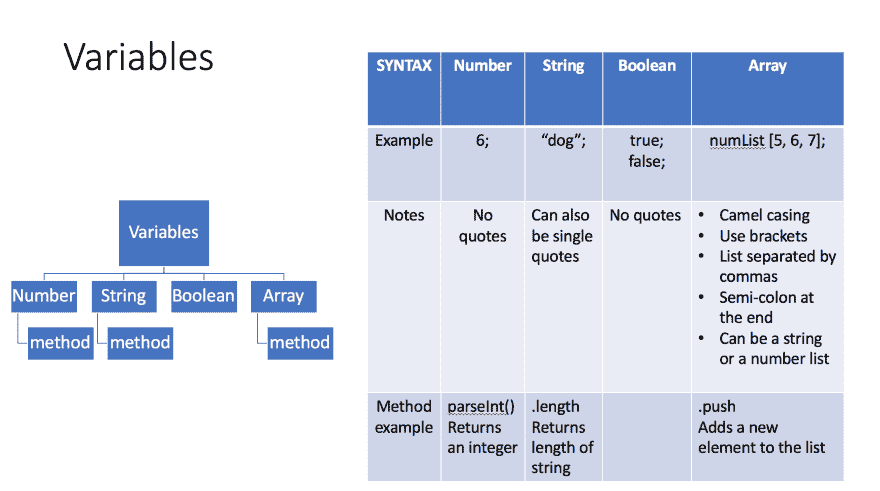 Variables
Variables
Number
String
Boolean
Array
method
method
method
SYNTAX
Number
String
Boolean
Array
Example
6;
“dog”;
true;
false;
numList [5, 6, 7];
Notes
No
quotes
Can also
be single
quotes
No quotes
• Camel casing
• Use brackets
• List separated by
commas
• Semi-colon at
the end
• Can be a string
or a number list
Method
example
parseInt()
Returns
an integer
.length
Returns
length of
string
.push
Adds a new
element to the list